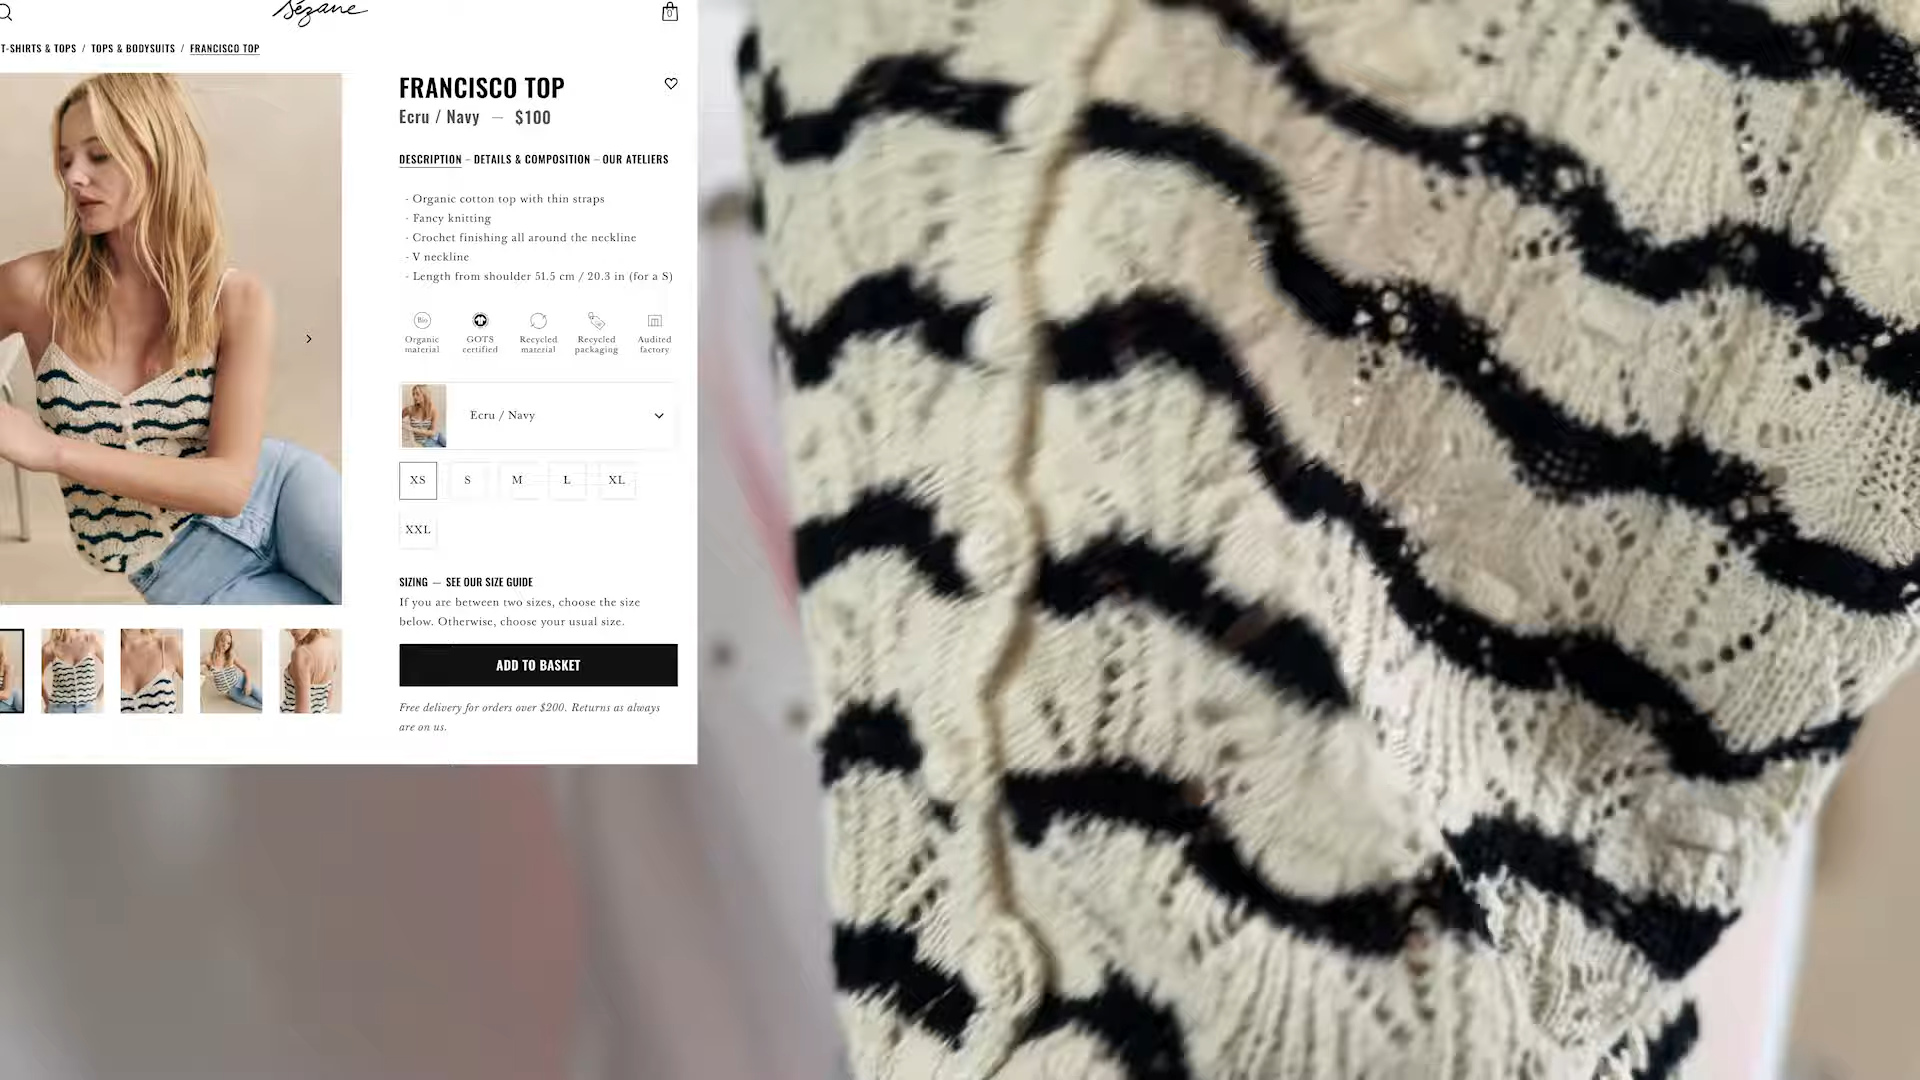 Sézane
0
T-SHIRTS & TOPS / TOPS & BODYSUITS / FRANCISCO TOP
FRANCISCO TOP
Ecru / Navy — $100
DESCRIPTION – DETAILS & COMPOSITION – OUR ATELIERS
- Organic cotton top with thin straps
- Fancy knitting
- Crochet finishing all around the neckline
- V neckline
- Length from shoulder 51.5 cm / 20.3 in (for a S)
Bio
Organic material
GOTS certified
Recycled material
Recycled packaging
Audited factory
Ecru / Navy
XS S M L XL
XXL
SIZING — SEE OUR SIZE GUIDE
If you are between two sizes, choose the size
below. Otherwise, choose your usual size.
ADD TO BASKET
Free delivery for orders over $200. Returns as always
are on us.